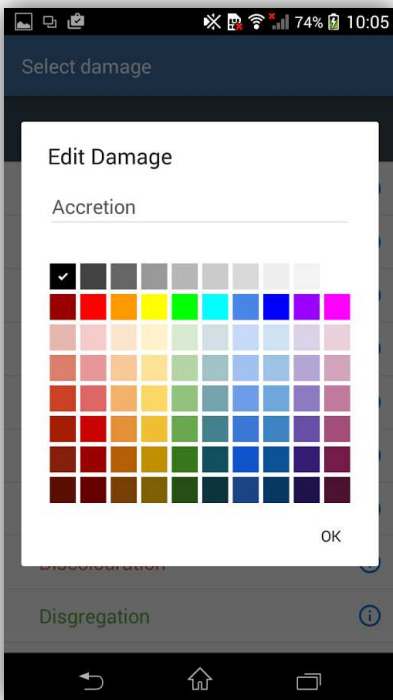 74% 10:05
Select damage
Edit Damage
Accretion
OK
Discolouration
Disgregation